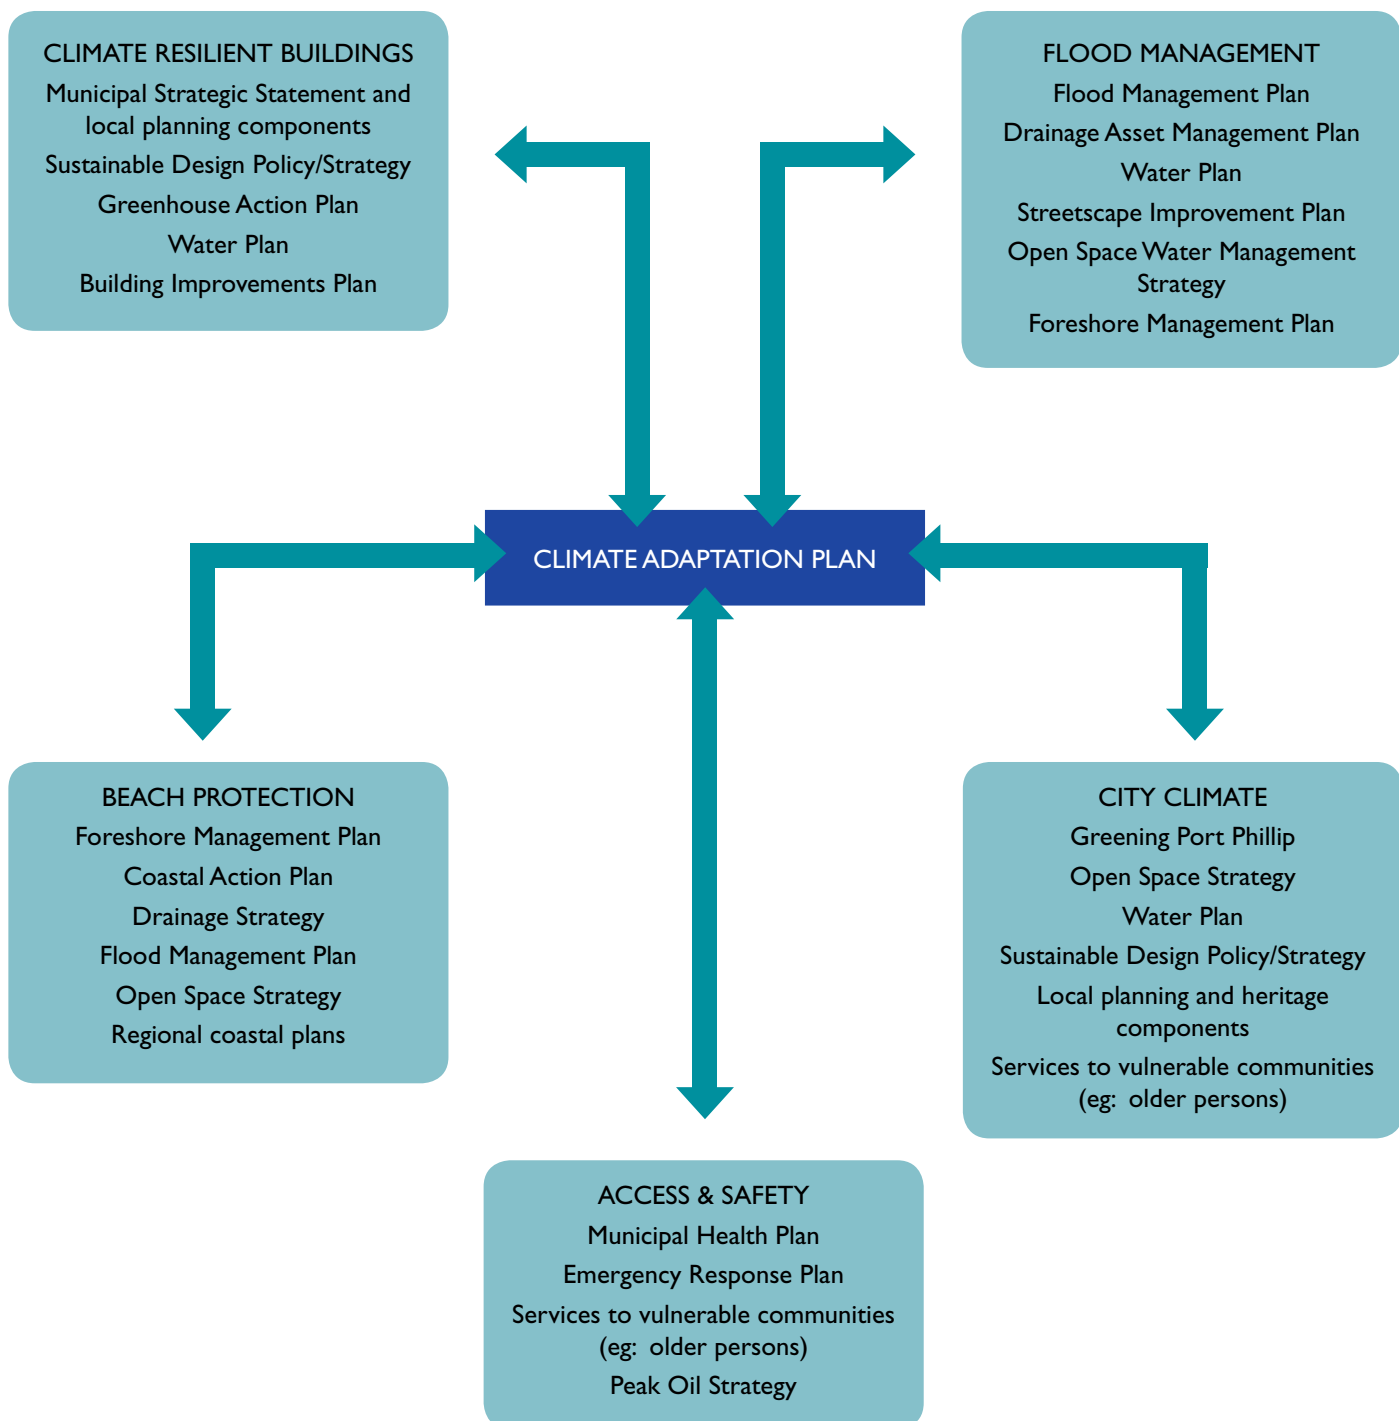 CLIMATE RESILIENT BUILDINGS
Municipal Strategic Statement and
local planning components
Sustainable Design Policy/Strategy
Greenhouse Action Plan
Water Plan
Building Improvements Plan
FLOOD MANAGEMENT
Flood Management Plan
Drainage Asset Management Plan
Water Plan
Streetscape Improvement Plan
Open Space Water Management
Strategy
Foreshore Management Plan
CLIMATE ADAPTATION PLAN
BEACH PROTECTION
Foreshore Management Plan
Coastal Action Plan
Drainage Strategy
Flood Management Plan
Open Space Strategy
Regional coastal plans
CITY CLIMATE
Greening Port Phillip
Open Space Strategy
Water Plan
Sustainable Design Policy/Strategy
Local planning and heritage
components
Services to vulnerable communities
(eg: older persons)
ACCESS & SAFETY
Municipal Health Plan
Emergency Response Plan
Services to vulnerable communities
(eg: older persons)
Peak Oil Strategy